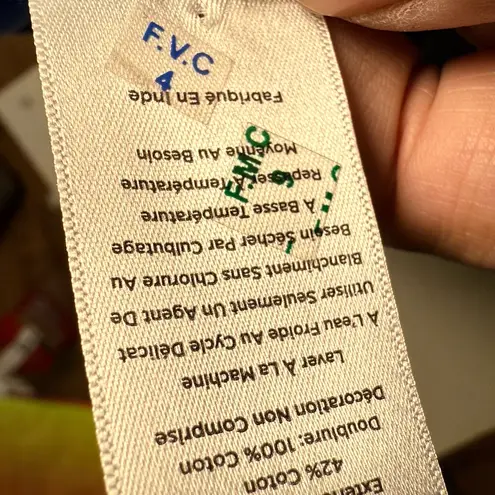 42% Coton
Doublure: 100% Coton
Décoration Non Comprise
Laver À La Machine
À L'eau Froide Au Cycle Délicat
Utiliser Seulement Un Agent De
Blanchiment Sans Chlorure Au
Besoin Sécher Par Culbutage
À Basse Température
Repasser Température
Moyenne Au Besoin
Fabriqué En Inde
F.M.C
9
F.V.C
4